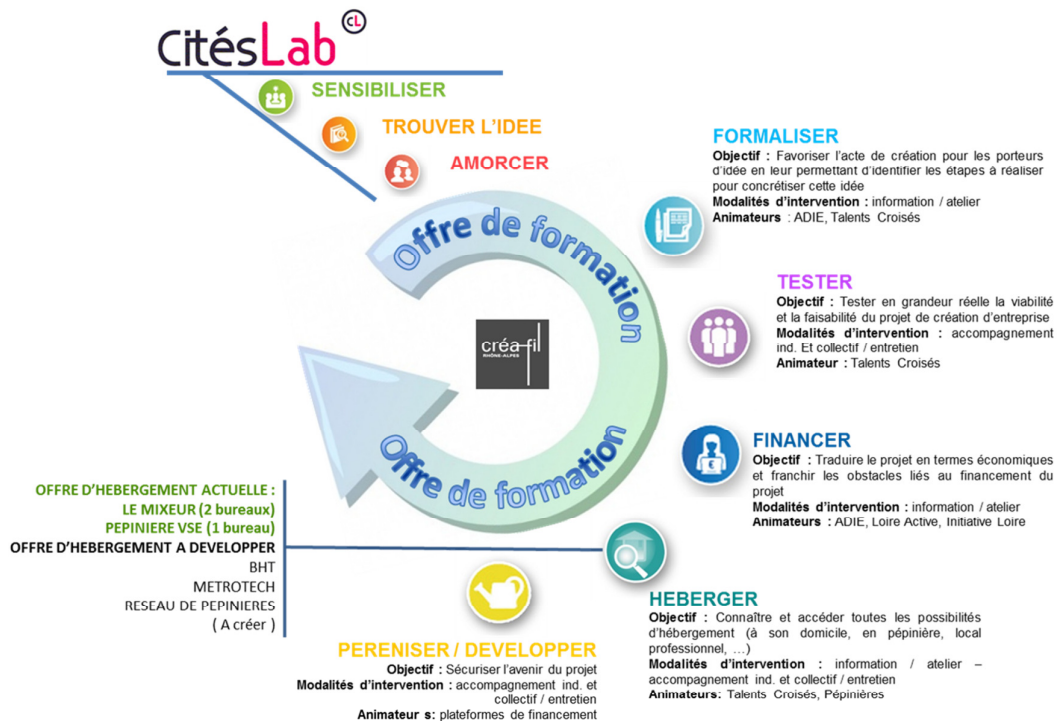 CitésLab
CL
SENSIBILISER
TROUVER L'IDEE
AMORCER
Offre de formation
Offre de formation
créa-fil
RHÔNE-ALPES
FORMALISER
Objectif : Favoriser l'acte de création pour les porteurs
d'idée en leur permettant d'identifier les étapes à réaliser
pour concrétiser cette idée
Modalités d'intervention : information / atelier
Animateurs : ADIE, Talents Croisés
TESTER
Objectif : Tester en grandeur réelle la viabilité
et la faisabilité du projet de création d'entreprise
Modalités d'intervention : accompagnement
ind. Et collectif / entretien
Animateur : Talents Croisés
FINANCER
Objectif : Traduire le projet en termes économiques
et franchir les obstacles liés au financement du
projet
Modalités d'intervention : information / atelier
Animateurs : ADIE, Loire Active, Initiative Loire
HEBERGER
Objectif : Connaître et accéder toutes les possibilités
d'hébergement (à son domicile, en pépinière, local
professionnel, …)
Modalités d'intervention : information / atelier –
accompagnement ind. et collectif / entretien
Animateurs: Talents Croisés, Pépinières
PERENISER / DEVELOPPER
Objectif : Sécuriser l'avenir du projet
Modalités d'intervention : accompagnement ind. et
collectif / entretien
Animateur s: plateformes de financement
OFFRE D'HEBERGEMENT ACTUELLE :
LE MIXEUR (2 bureaux)
PEPINIERE VSE (1 bureau)
OFFRE D'HEBERGEMENT A DEVELOPPER
BHT
METROTECH
RESEAU DE PEPINIERES
( A créer )